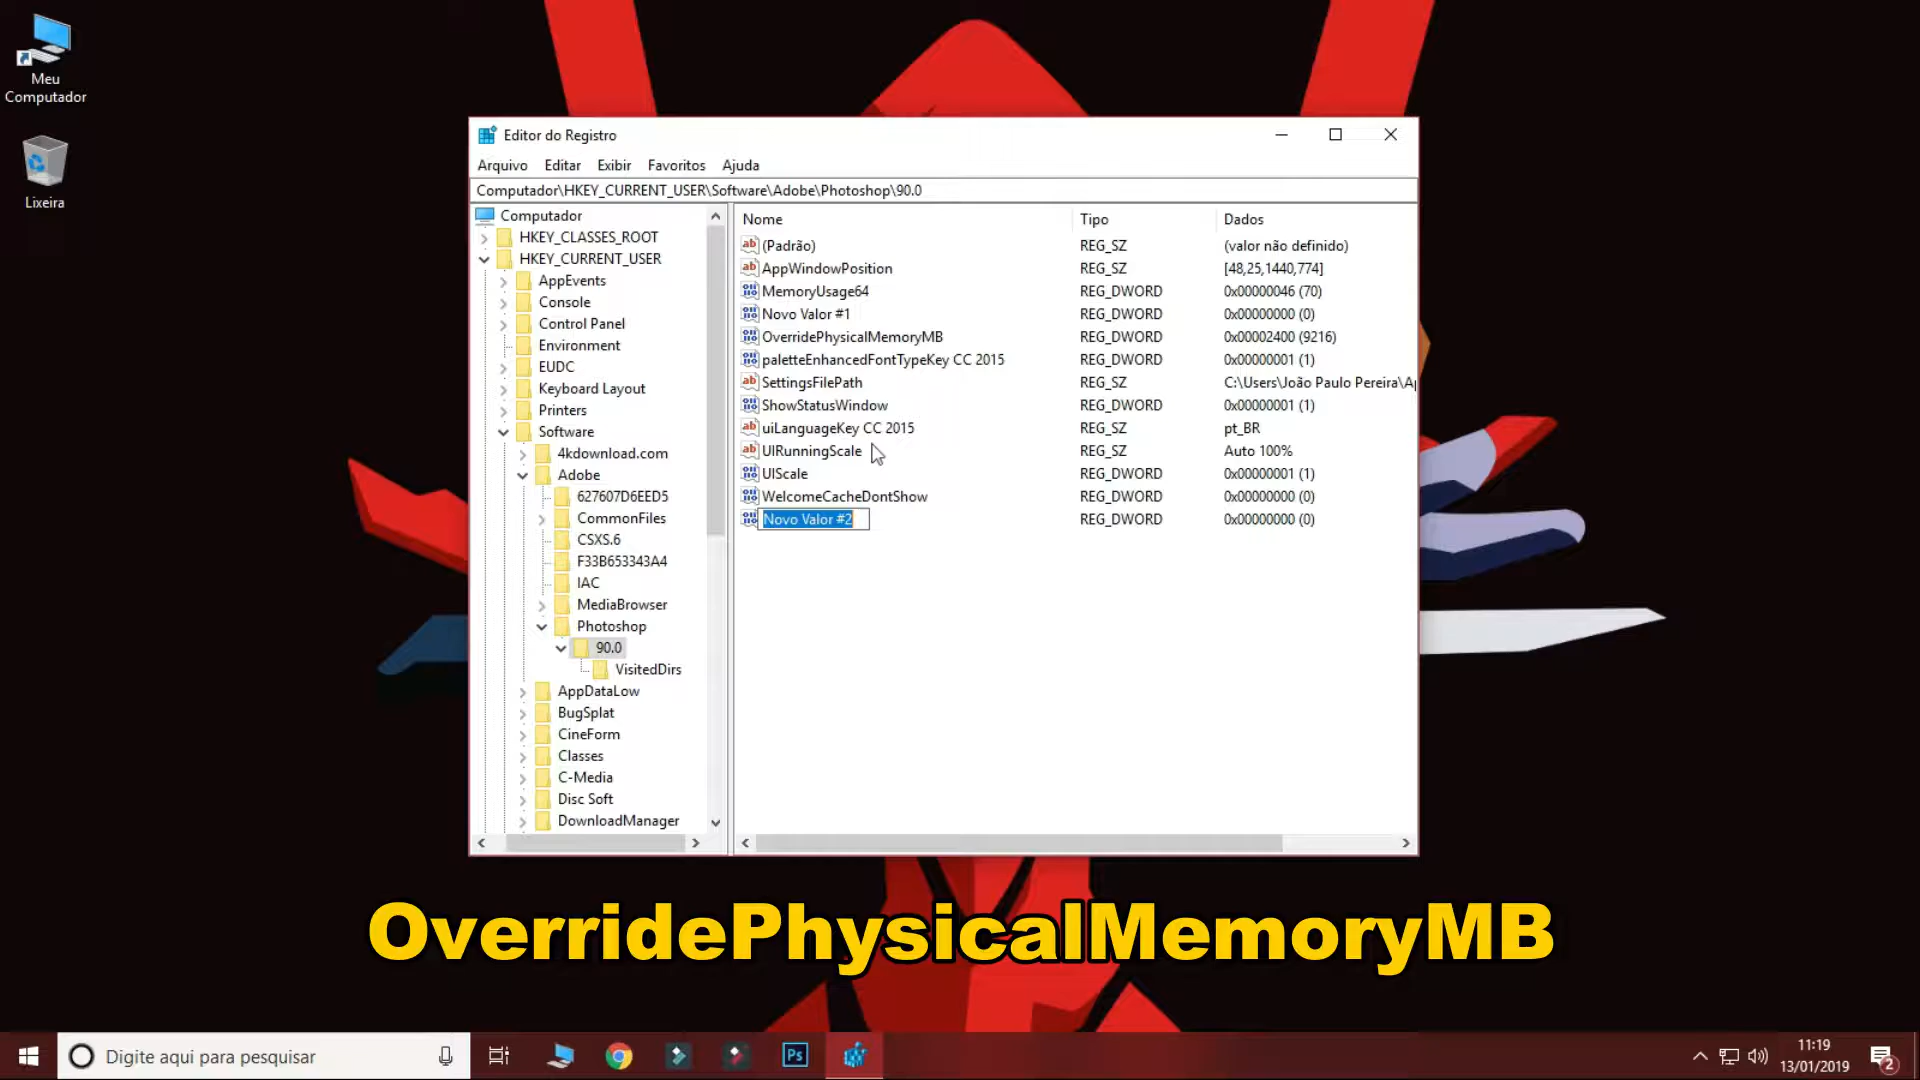 Meu
Computador
Lixeira
Editor do Registro
Arquivo Editar Exibir Favoritos Ajuda
Computador\HKEY_CURRENT_USER\Software\Adobe\Photoshop\90.0
Computador
HKEY_CLASSES_ROOT
HKEY_CURRENT_USER
AppEvents
Console
Control Panel
Environment
EUDC
Keyboard Layout
Printers
Software
4kdownload.com
Adobe
627607D6EED5
CommonFiles
CSXS.6
F33B653343A4
IAC
MediaBrowser
Photoshop
90.0
VisitedDirs
AppDataLow
BugSplat
CineForm
Classes
C-Media
Disc Soft
DownloadManager
Nome Tipo Dados
(Padrão) REG_SZ (valor não definido)
AppWindowPosition REG_SZ [48,25,1440,774]
MemoryUsage64 REG_DWORD 0x00000046 (70)
Novo Valor #1 REG_DWORD 0x00000000 (0)
OverridePhysicalMemoryMB REG_DWORD 0x00002400 (9216)
paletteEnhancedFontTypeKey CC 2015 REG_DWORD 0x00000001 (1)
SettingsFilePath REG_SZ C:\Users\João Paulo Pereira\Ap
ShowStatusWindow REG_DWORD 0x00000001 (1)
uiLanguageKey CC 2015 REG_SZ pt_BR
UIRunningScale REG_SZ Auto 100%
UIScale REG_DWORD 0x00000001 (1)
WelcomeCacheDontShow REG_DWORD 0x00000000 (0)
Novo Valor #2 REG_DWORD 0x00000000 (0)
OverridePhysicalMemoryMB
Digite aqui para pesquisar
Ps
11:19
13/01/2019
2